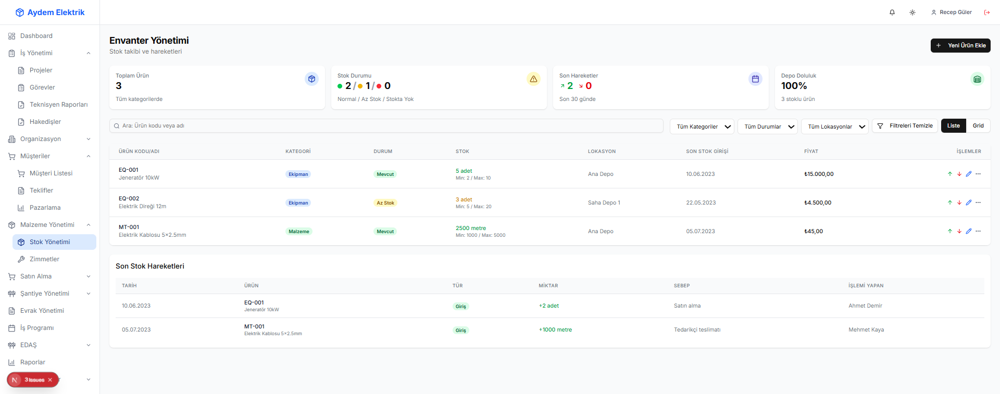 Aydem Elektrik
Recep Güler
Dashboard
İş Yönetimi
Projeler
Görevler
Teknisyen Raporları
Hakedişler
Organizasyon
Müşteriler
Müşteri Listesi
Teklifler
Pazarlama
Malzeme Yönetimi
Stok Yönetimi
Zimmetler
Satın Alma
Şantiye Yönetimi
Evrak Yönetimi
İş Programı
EDAŞ
Raporlar
N 3 Issues
Envanter Yönetimi
Stok takibi ve hareketleri
+ Yeni Ürün Ekle
Toplam Ürün
3
Tüm kategorilerde
Stok Durumu
2 / 1 / 0
Normal / Az Stok / Stokta Yok
Son Hareketler
2 0
Son 30 günde
Depo Doluluk
100%
3 stoklu ürün
Ara: Ürün kodu veya adı
Tüm Kategoriler
Tüm Durumlar
Tüm Lokasyonlar
Filtreleri Temizle
Liste
Grid
ÜRÜN KODU/ADI KATEGORİ DURUM STOK LOKASYON SON STOK GİRİŞİ FİYAT İŞLEMLER
EQ-001
Jeneratör 10kW
Ekipman
Mevcut
5 adet
Min: 2 / Max: 10
Ana Depo
10.06.2023
₺15.000,00
EQ-002
Elektrik Direği 12m
Ekipman
Az Stok
3 adet
Min: 5 / Max: 20
Saha Depo 1
22.05.2023
₺4.500,00
MT-001
Elektrik Kablosu 5x2.5mm
Malzeme
Mevcut
2500 metre
Min: 1000 / Max: 5000
Ana Depo
05.07.2023
₺45,00
Son Stok Hareketleri
TARİH ÜRÜN TÜR MİKTAR SEBEP İŞLEMİ YAPAN
10.06.2023
EQ-001
Jeneratör 10kW
Giriş
+2 adet
Satın alma
Ahmet Demir
05.07.2023
MT-001
Elektrik Kablosu 5x2.5mm
Giriş
+1000 metre
Tedarikçi teslimatı
Mehmet Kaya